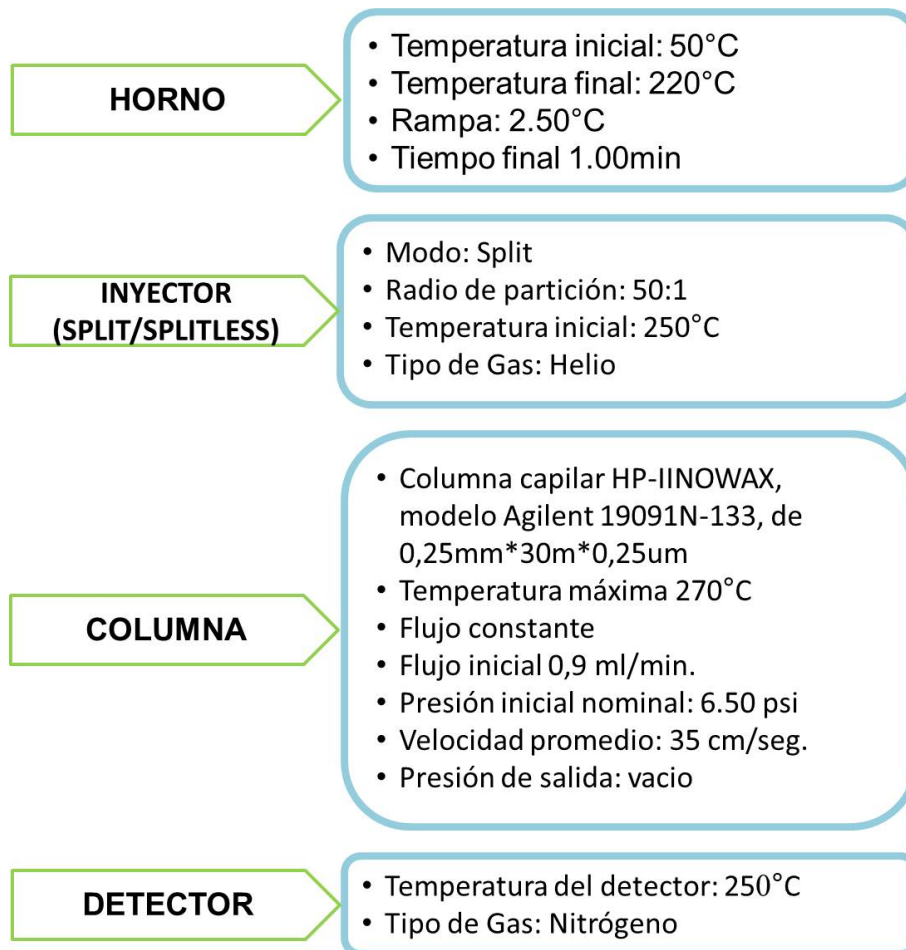 HORNO
• Temperatura inicial: 50°C
• Temperatura final: 220°C
• Rampa: 2.50°C
• Tiempo final 1.00min
INYECTOR
(SPLIT/SPLITLESS)
• Modo: Split
• Radio de partición: 50:1
• Temperatura inicial: 250°C
• Tipo de Gas: Helio
COLUMNA
• Columna capilar HP-IINOWAX,
modelo Agilent 19091N-133, de
0,25mm*30m*0,25um
• Temperatura máxima 270°C
• Flujo constante
• Flujo inicial 0,9 ml/min.
• Presión inicial nominal: 6.50 psi
• Velocidad promedio: 35 cm/seg.
• Presión de salida: vacio
DETECTOR
• Temperatura del detector: 250°C
• Tipo de Gas: Nitrógeno